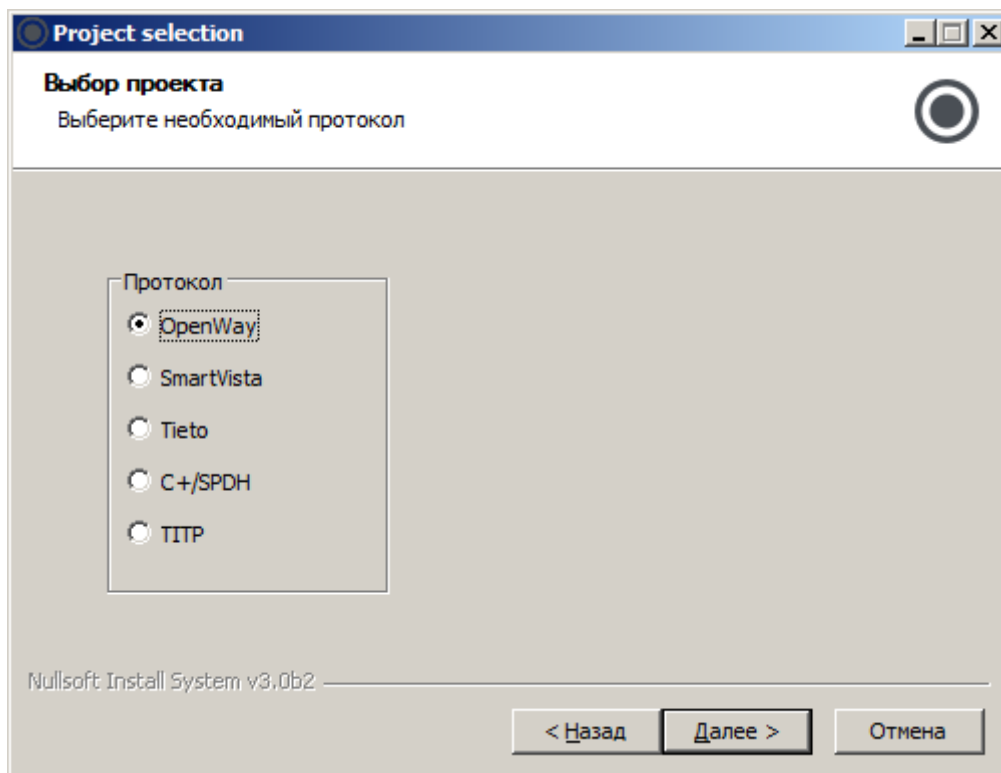 Project selection
Выбор проекта
Выберите необходимый протокол
Протокол
OpenWay
SmartVista
Tieto
C+/SPDH
TITP
Nullsoft Install System v3.0b2
< Назад Далее > Отмена